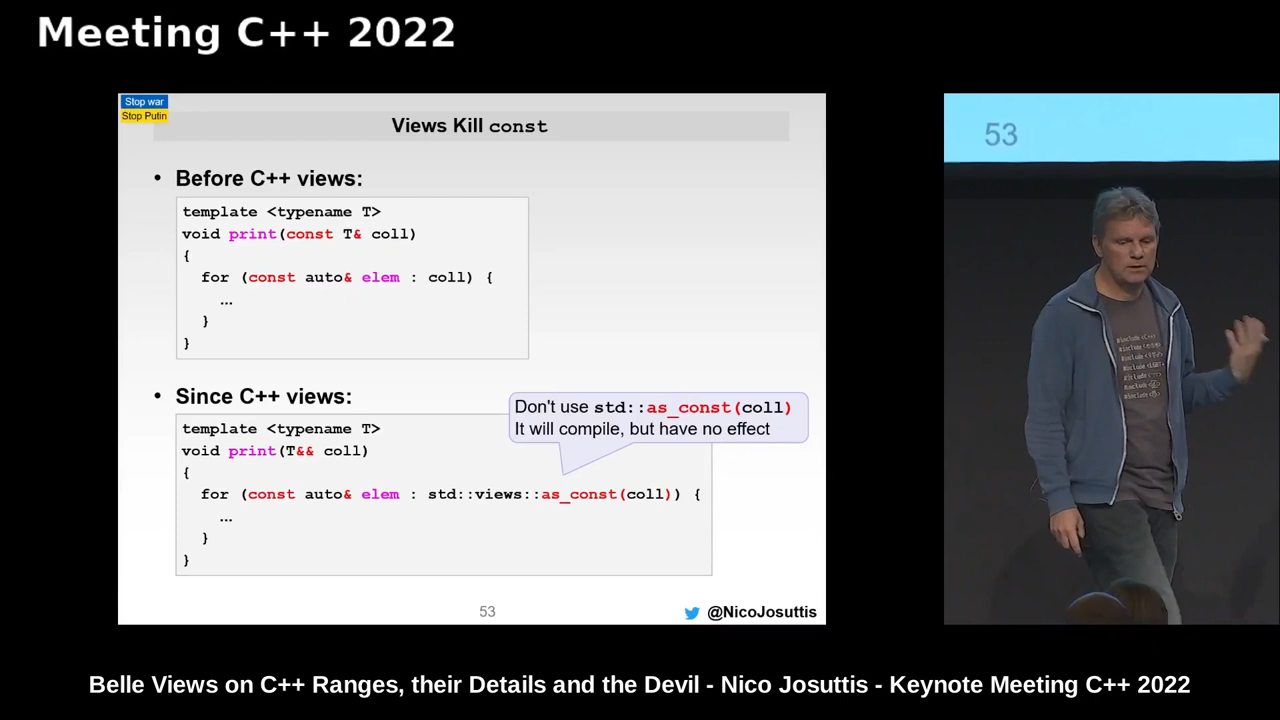 Meeting C++ 2022
Stop war
Stop Putin
Views Kill const
• Before C++ views:
template <typename T>
void print(const T& coll)
{
for (const auto& elem : coll) {
...
}
}
• Since C++ views:
Don't use std::as_const(coll)
It will compile, but have no effect
template <typename T>
void print(T&& coll)
{
for (const auto& elem : std::views::as_const(coll)) {
...
}
}
53
@NicoJosuttis
53
#include <C++>
Belle Views on C++ Ranges, their Details and the Devil - Nico Josuttis - Keynote Meeting C++ 2022